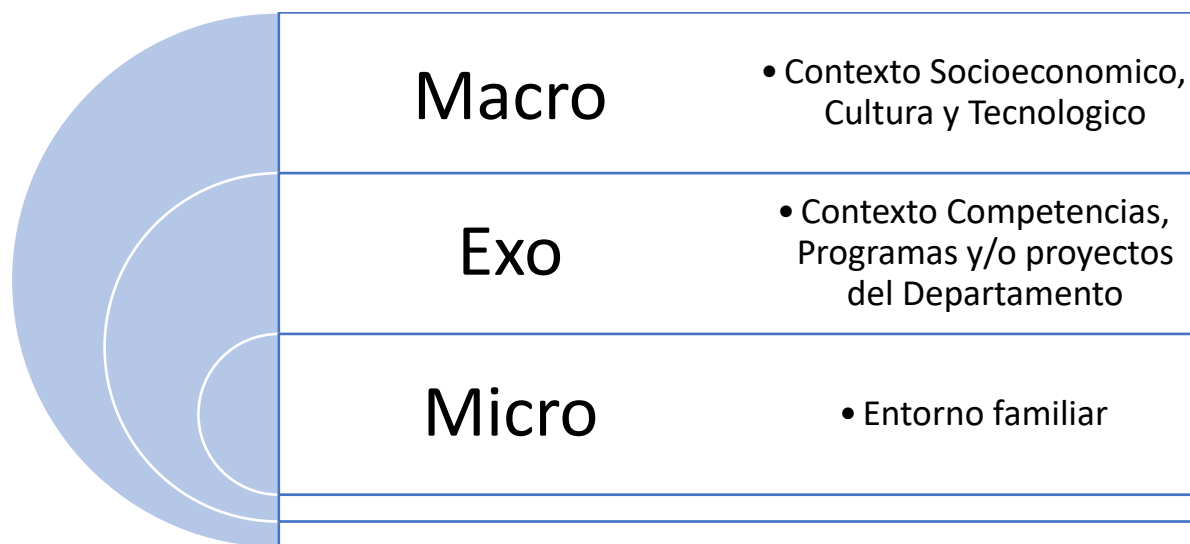 Macro
• Contexto Socioeconomico,
Cultura y Tecnologico
Exo
• Contexto Competencias,
Programas y/o proyectos
del Departamento
Micro
• Entorno familiar